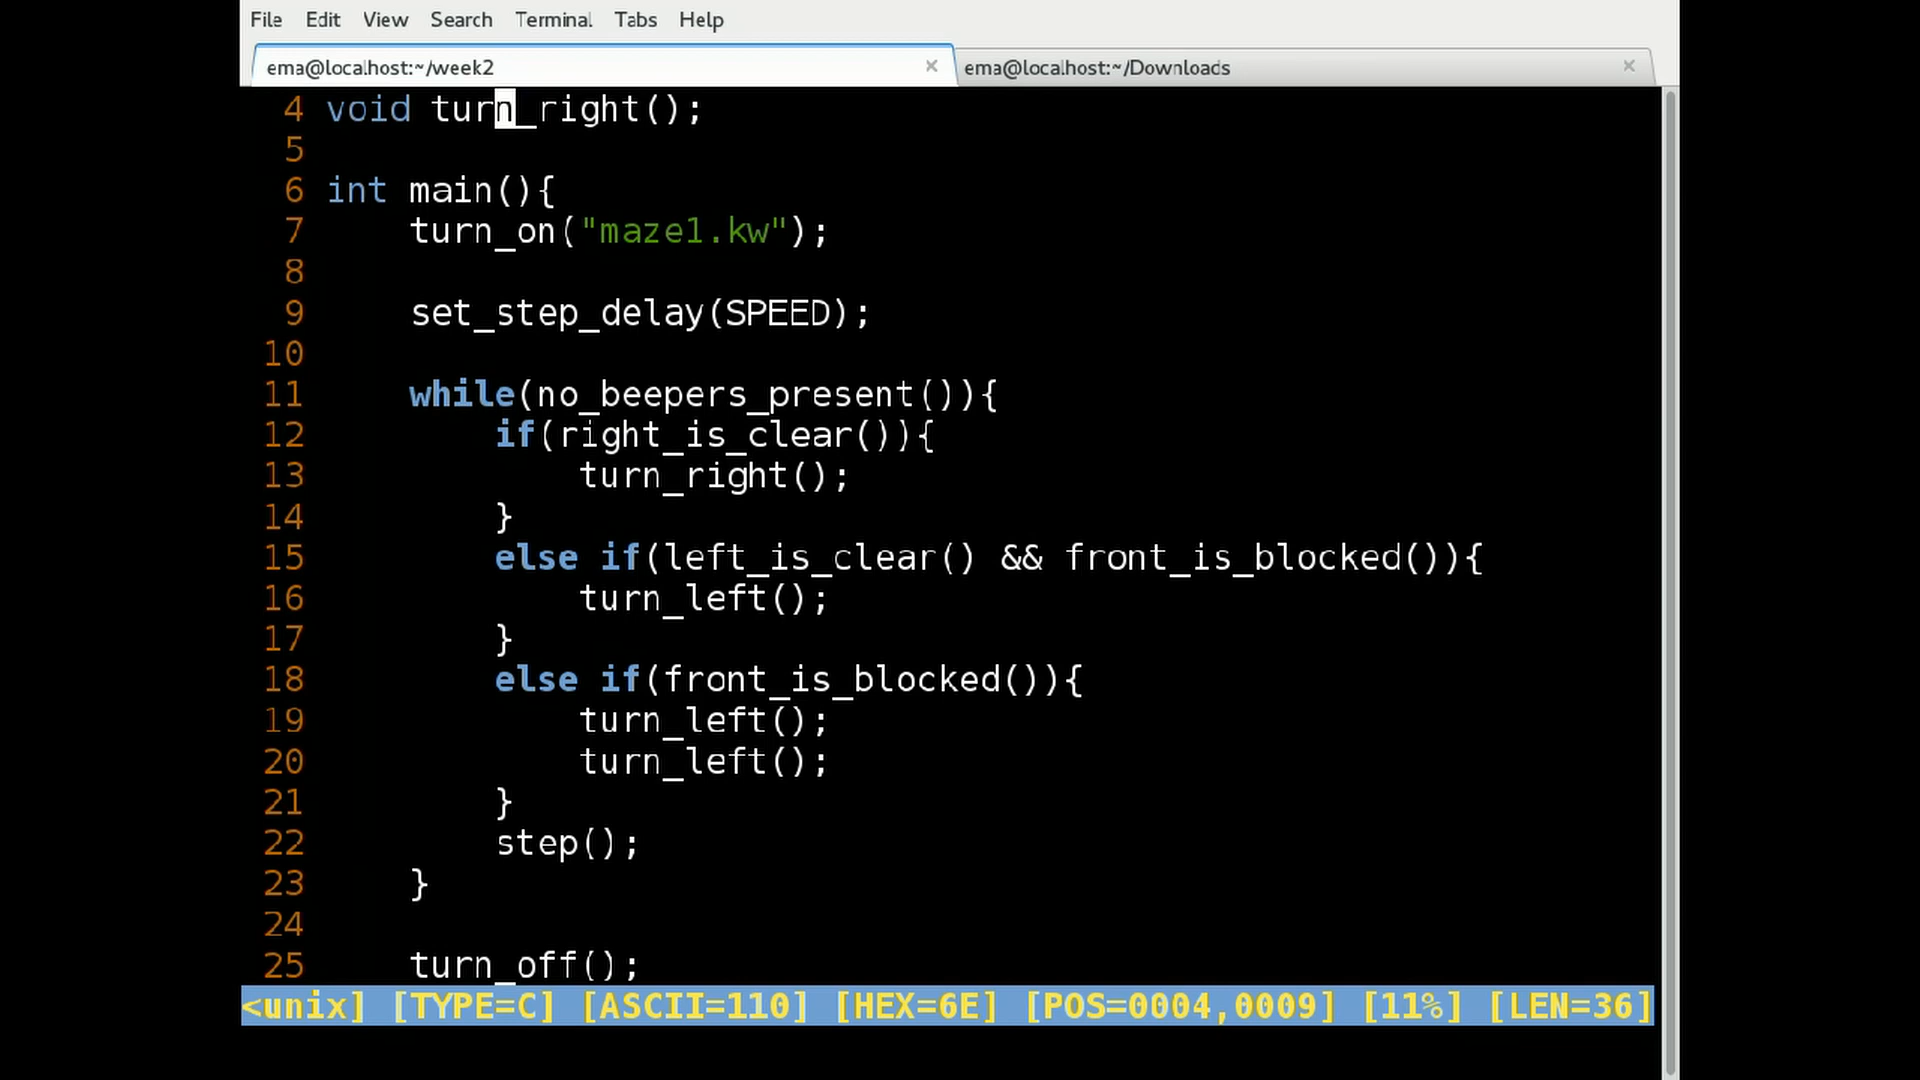 File Edit View Search Terminal Tabs Help
ema@localhost:~/week2 × ema@localhost:~/Downloads ×
4 void turn_right();
5
6 int main(){
7     turn_on("maze1.kw");
8
9     set_step_delay(SPEED);
10
11     while(no_beepers_present()){
12         if(right_is_clear()){
13             turn_right();
14         }
15         else if(left_is_clear() && front_is_blocked()){
16             turn_left();
17         }
18         else if(front_is_blocked()){
19             turn_left();
20             turn_left();
21         }
22         step();
23     }
24
25     turn_off();
<unix] [TYPE=C] [ASCII=110] [HEX=6E] [POS=0004,0009] [11%] [LEN=36]